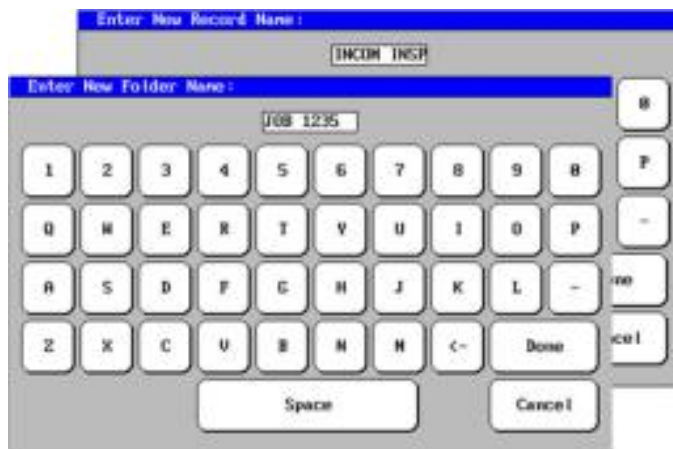 Enter New Record Name:
INCOM INSP
Enter New Folder Name:
JOB 1235
1 2 3 4 5 6 7 8 9 0
Q W E R T Y U I O P
A S D F G H J K L -
Z X C V B N M <- Done
Space Cancel
0
P
-
ne
cel